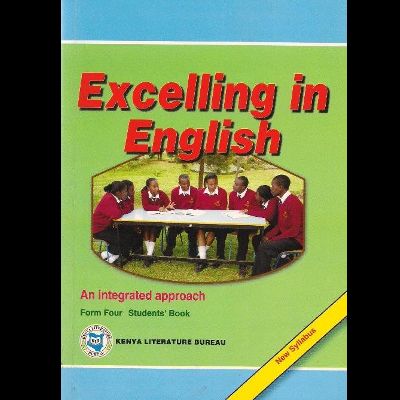 Excelling in
English
An integrated approach
Form Four Students' Book
KENYA LITERATURE BUREAU
New Syllabus